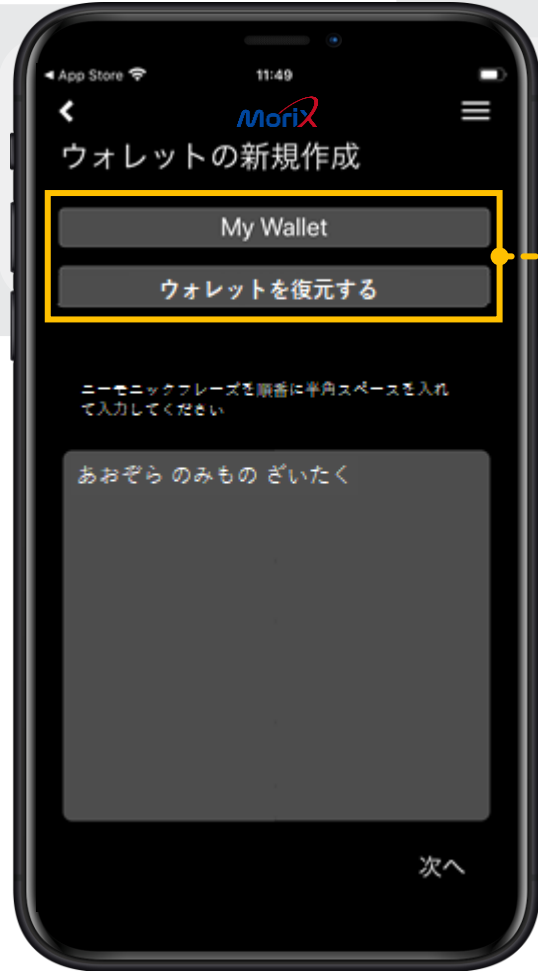 App Store
11:49
MoriX
ウォレットの新規作成
My Wallet
ウォレットを復元する
ニーモニックフレーズを順番に半角スペースを入れ
て入力してください
あおぞら のみもの ざいたく
次へ